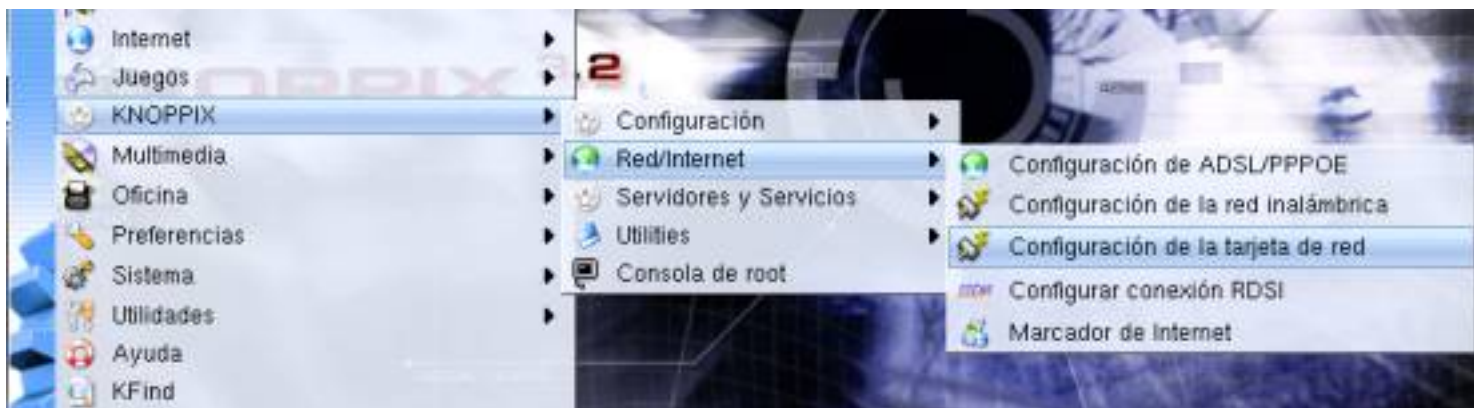 Internet
Juegos
KNOPPIX
Multimedia
Oficina
Preferencias
Sistema
Utilidades
Ayuda
KFind
.2
Configuración
Red/Internet
Servidores y Servicios
Utilities
Consola de root
Configuración de ADSL/PPPOE
Configuración de la red inalámbrica
Configuración de la tarjeta de red
Configurar conexión RDSI
Marcador de Internet